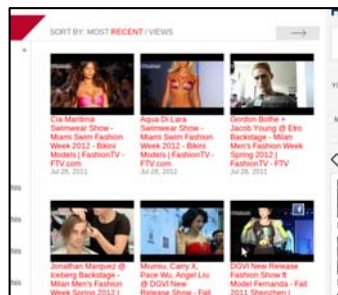 SORT BY: MOST RECENT / VIEWS
Cia Maritima
Swimwear Show -
Miami Swim Fashion
Week 2012 - Bikini
Models | FashionTV -
FTV.com
Jul 28, 2011
Aqua Di Lara
Swimwear Show -
Miami Swim Fashion
Week 2012 - Bikini
Models | FashionTV -
FTV.com
Jul 28, 2011
Gordon Bothe +
Jacob Young @ Etro
Backstage - Milan
Men's Fashion Week
Spring 2012 |
FashionTV - FTV
Jul 28, 2011
his
his
his
his
Jonathan Marquez @
Iceberg Backstage -
Milan Men's Fashion
Week Spring 2012 |
Miumiu, Carry X,
Pace Wu, Angel Liu
@ DGVI New
Release Show - Fall
DGVI New Release
Fashion Show ft
Model Fernanda - Fall
2011 Shenzhen |